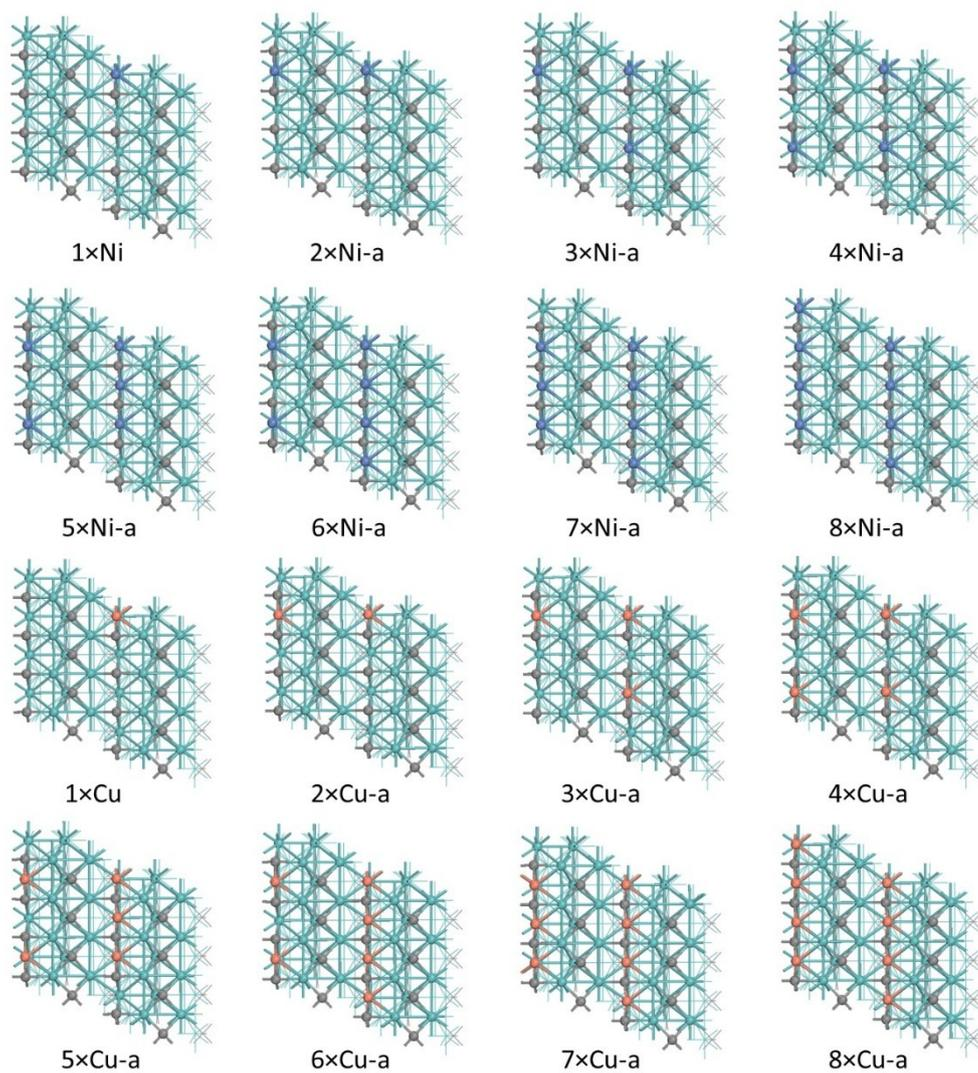 1×Ni 2×Ni-a 3×Ni-a 4×Ni-a
5×Ni-a 6×Ni-a 7×Ni-a 8×Ni-a
1×Cu 2×Cu-a 3×Cu-a 4×Cu-a
5×Cu-a 6×Cu-a 7×Cu-a 8×Cu-a